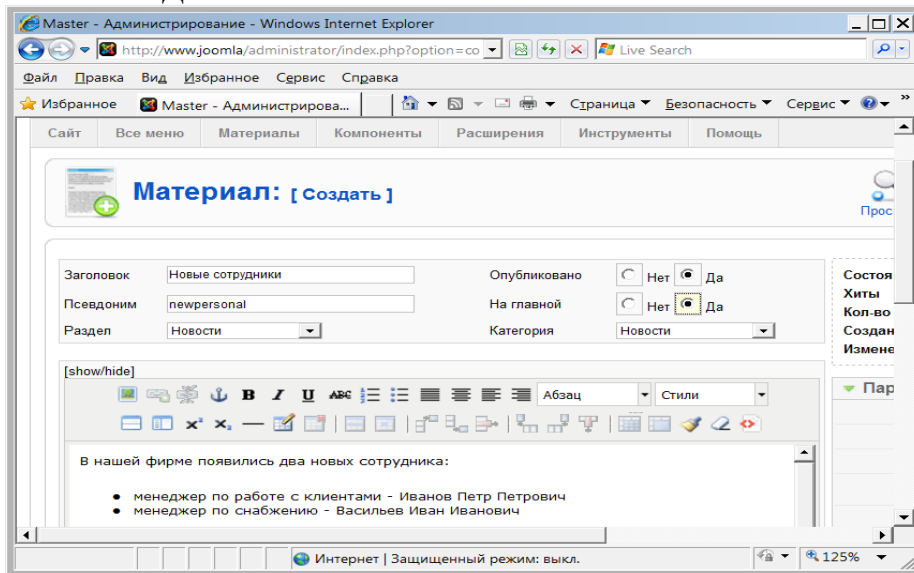 Master - Администрирование - Windows Internet Explorer
http://www.joomla/administrator/index.php?option=co Live Search
Файл Правка Вид Избранное Сервис Справка
Избранное Master - Администрирова... Страница Безопасность Сервис »
Сайт Все меню Материалы Компоненты Расширения Инструменты Помощь
Материал: [ Создать ]
Прос
Заголовок Новые сотрудники Опубликовано Нет Да Состоя
Псевдоним newpersonal На главной Нет Да Хиты
Кол-во
Раздел Новости Категория Новости Создан
Измене
[show/hide]
B I U ABC Абзац Стили Пар
x² x₂
В нашей фирме появились два новых сотрудника:
● менеджер по работе с клиентами - Иванов Петр Петрович
● менеджер по снабжению - Васильев Иван Иванович
Интернет | Защищенный режим: выкл. 125%